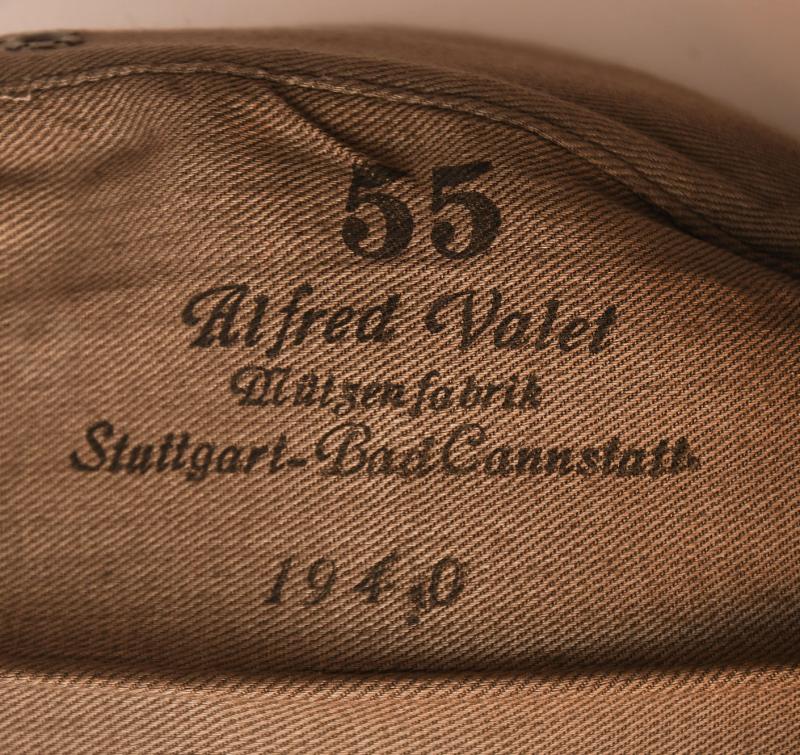 55
Alfred Valet
Mützenfabrik
Stuttgart-Bad Cannstatt.
1940